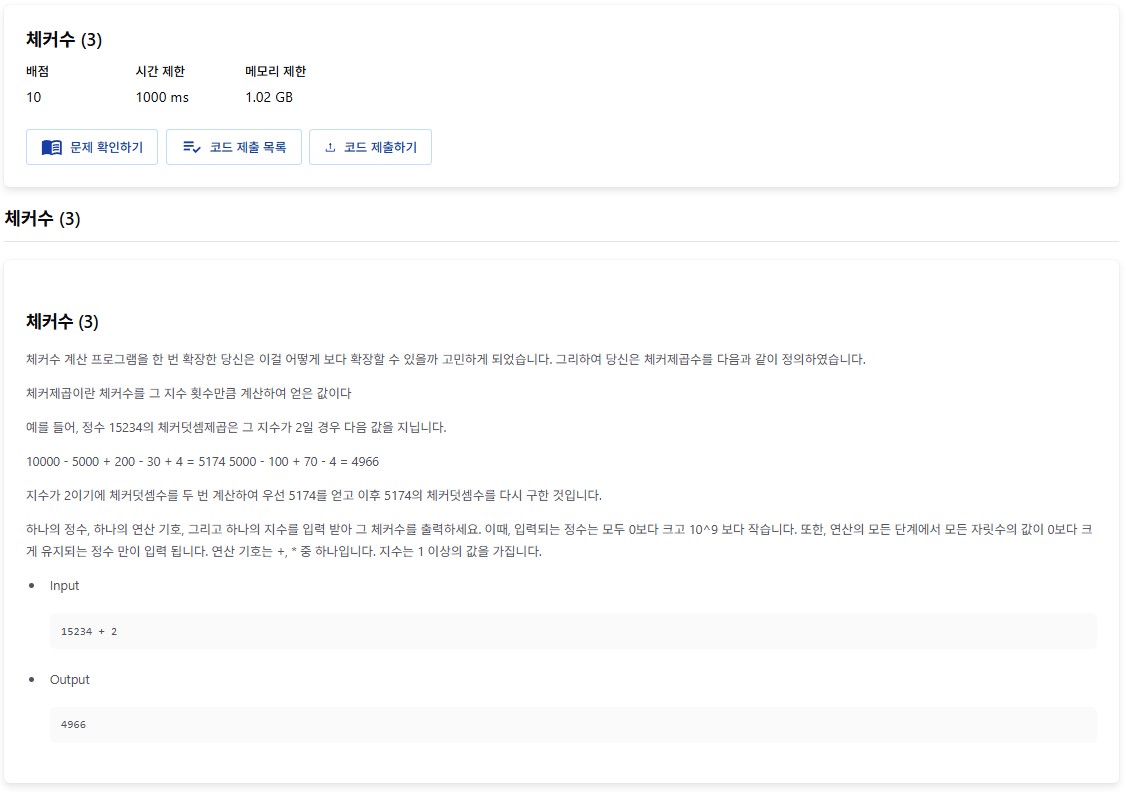 체커수 (3)
배점 시간 제한 메모리 제한
10 1000 ms 1.02 GB
문제 확인하기 코드 제출 목록 코드 제출하기
체커수 (3)
체커수 (3)
체커수 계산 프로그램을 한 번 확장한 당신은 이걸 어떻게 보다 확장할 수 있을까 고민하게 되었습니다. 그리하여 당신은 체커제곱수를 다음과 같이 정의하였습니다.
체커제곱이란 체커수를 그 지수 횟수만큼 계산하여 얻은 값이다
예를 들어, 정수 15234의 체커덧셈제곱은 그 지수가 2일 경우 다음 값을 지닙니다.
10000 - 5000 + 200 - 30 + 4 = 5174 5000 - 100 + 70 - 4 = 4966
지수가 2이기에 체커덧셈수를 두 번 계산하여 우선 5174를 얻고 이후 5174의 체커덧셈수를 다시 구한 것입니다.
하나의 정수, 하나의 연산 기호, 그리고 하나의 지수를 입력 받아 그 체커수를 출력하세요. 이때, 입력되는 정수는 모두 0보다 크고 10^9 보다 작습니다. 또한, 연산의 모든 단계에서 모든 자릿수의 값이 0보다 크
게 유지되는 정수 만이 입력 됩니다. 연산 기호는 +, * 중 하나입니다. 지수는 1 이상의 값을 가집니다.
• Input
15234 + 2
• Output
4966